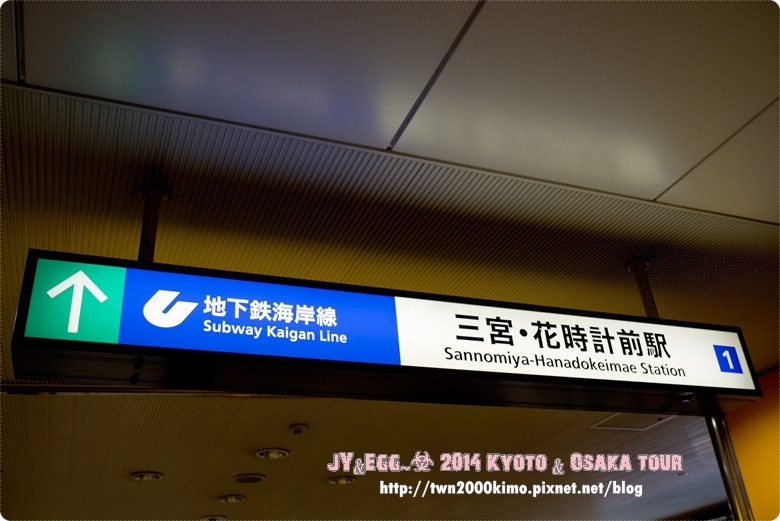 地下鉄海岸線
Subway Kaigan Line
三宮・花時計前駅
Sannomiya-Hanadokeimae Station
1
JY&EGG~ 2014 KYOTO & OSAKA TOUR
http://twn2000kimo.pixnet.net/blog